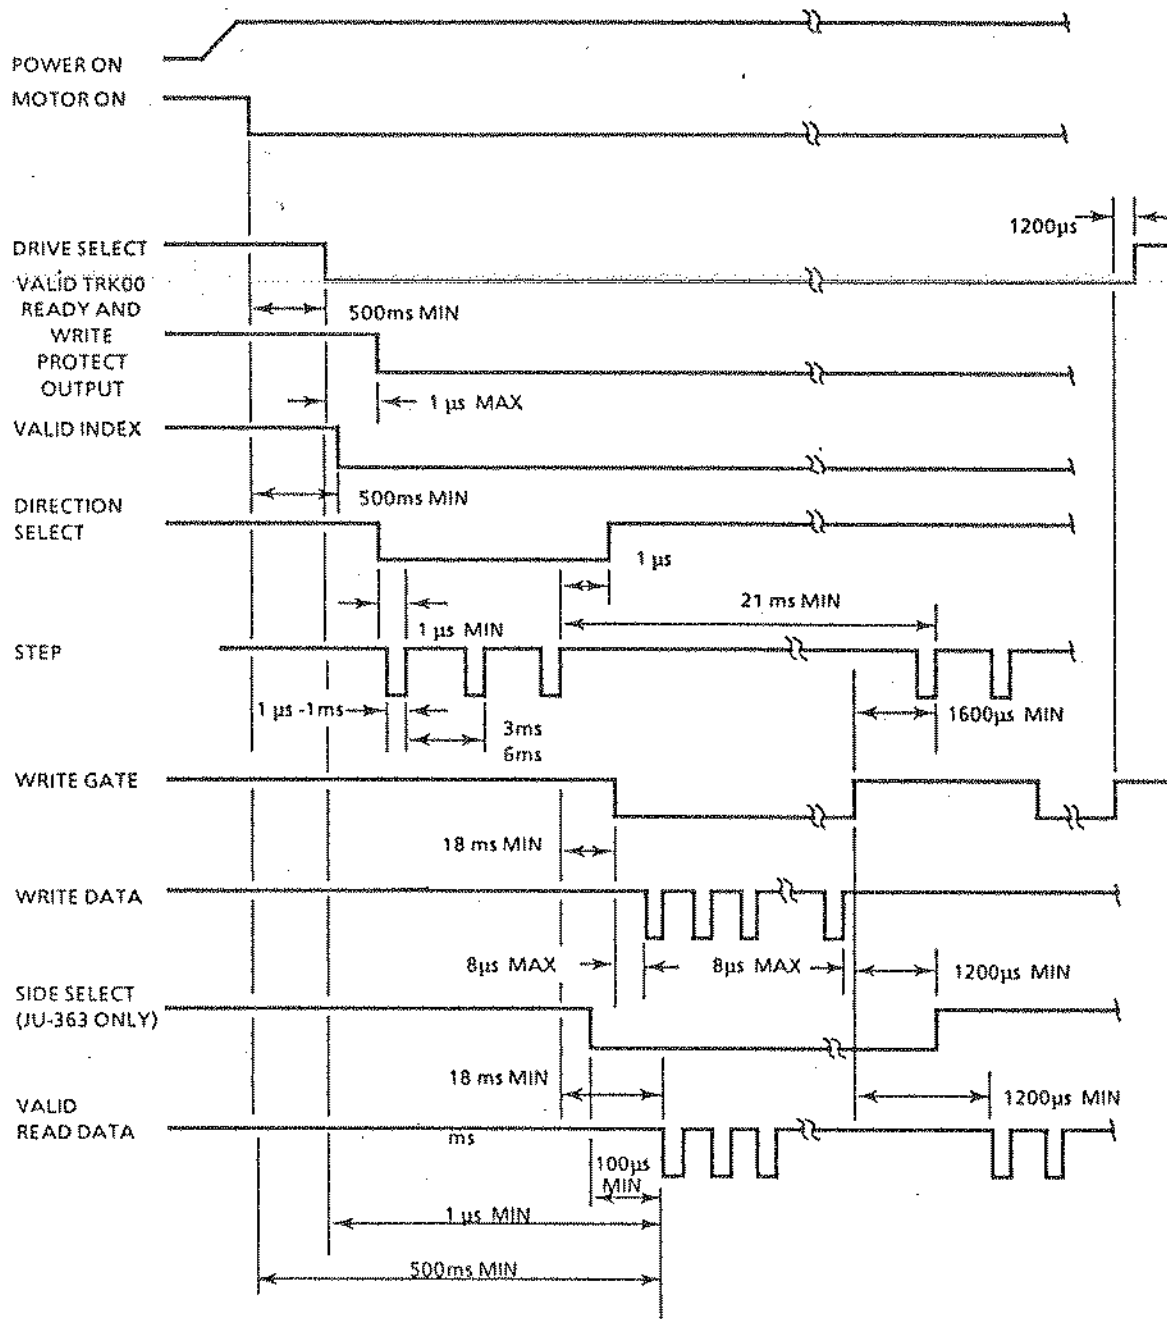 POWER ON
MOTOR ON
1200µs
DRIVE SELECT
VALID TRK00
READY AND
WRITE
PROTECT
OUTPUT
500ms MIN
1 µs MAX
VALID INDEX
500ms MIN
DIRECTION
SELECT
1 µs
21 ms MIN
1 µs MIN
STEP
1 µs -1ms
3ms
6ms
1600µs MIN
WRITE GATE
18 ms MIN
WRITE DATA
8µs MAX
8µs MAX
1200µs MIN
SIDE SELECT
(JU-363 ONLY)
18 ms MIN
1200µs MIN
VALID
READ DATA
ms
100µs
MIN
1 µs MIN
500ms MIN